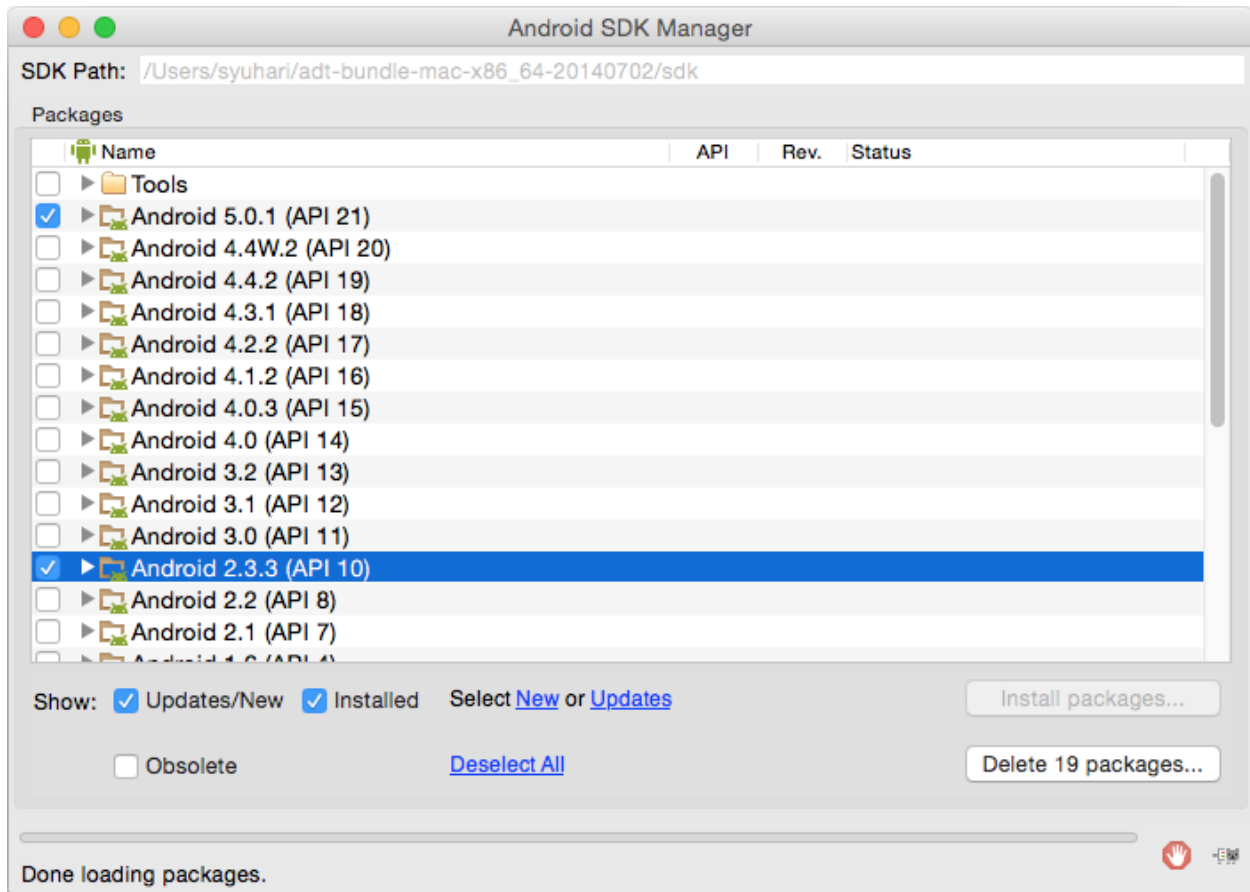 Android SDK Manager
SDK Path: /Users/syuhari/adt-bundle-mac-x86_64-20140702/sdk
Packages
Name API Rev. Status
Tools
Android 5.0.1 (API 21)
Android 4.4W.2 (API 20)
Android 4.4.2 (API 19)
Android 4.3.1 (API 18)
Android 4.2.2 (API 17)
Android 4.1.2 (API 16)
Android 4.0.3 (API 15)
Android 4.0 (API 14)
Android 3.2 (API 13)
Android 3.1 (API 12)
Android 3.0 (API 11)
Android 2.3.3 (API 10)
Android 2.2 (API 8)
Android 2.1 (API 7)
Android 1.6 (API 4)
Show: Updates/New Installed Select New or Updates Install packages...
Obsolete Deselect All Delete 19 packages...
Done loading packages.